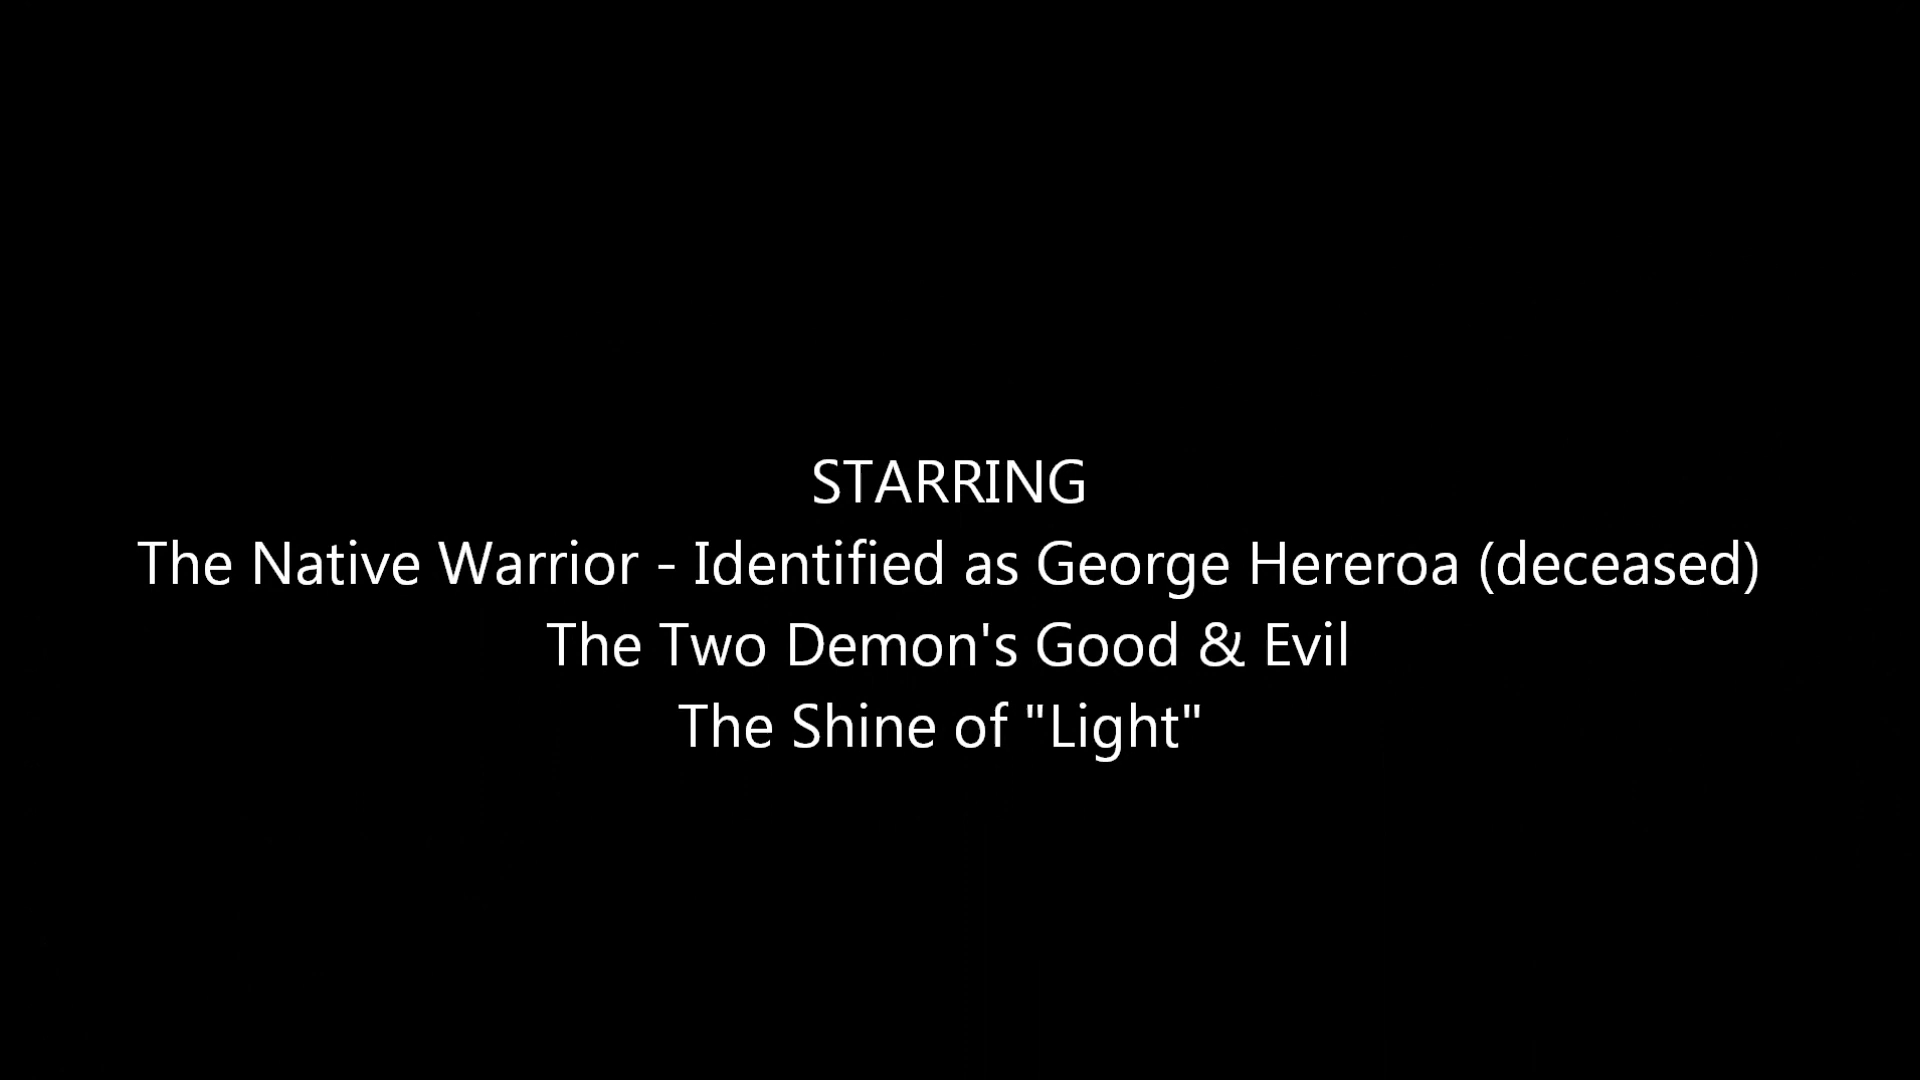 STARRING
The Native Warrior - Identified as George Hereroa (deceased)
The Two Demon's Good & Evil
The Shine of "Light"